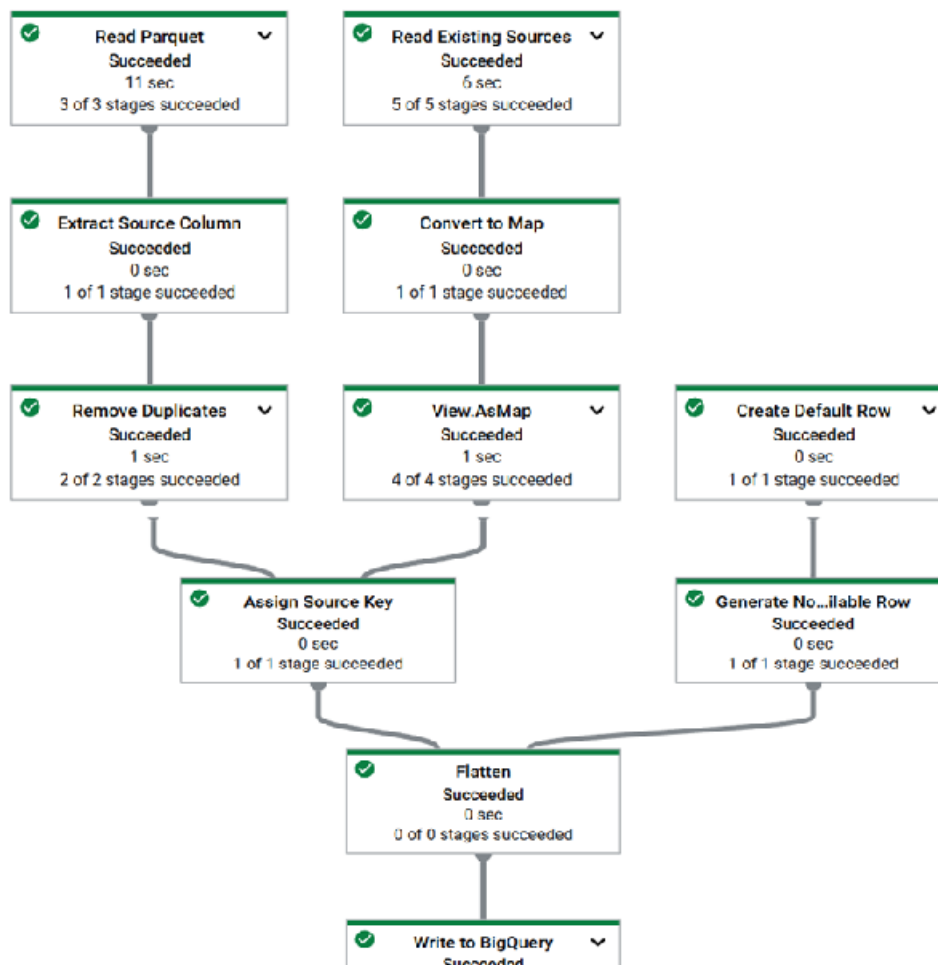 Read Parquet
Succeeded
11 sec
3 of 3 stages succeeded
Read Existing Sources
Succeeded
6 sec
5 of 5 stages succeeded
Extract Source Column
Succeeded
0 sec
1 of 1 stage succeeded
Convert to Map
Succeeded
0 sec
1 of 1 stage succeeded
Remove Duplicates
Succeeded
1 sec
2 of 2 stages succeeded
View.AsMap
Succeeded
1 sec
4 of 4 stages succeeded
Create Default Row
Succeeded
0 sec
1 of 1 stage succeeded
Assign Source Key
Succeeded
0 sec
1 of 1 stage succeeded
Generate No...ilable Row
Succeeded
0 sec
1 of 1 stage succeeded
Flatten
Succeeded
0 sec
0 of 0 stages succeeded
Write to BigQuery
Succeeded